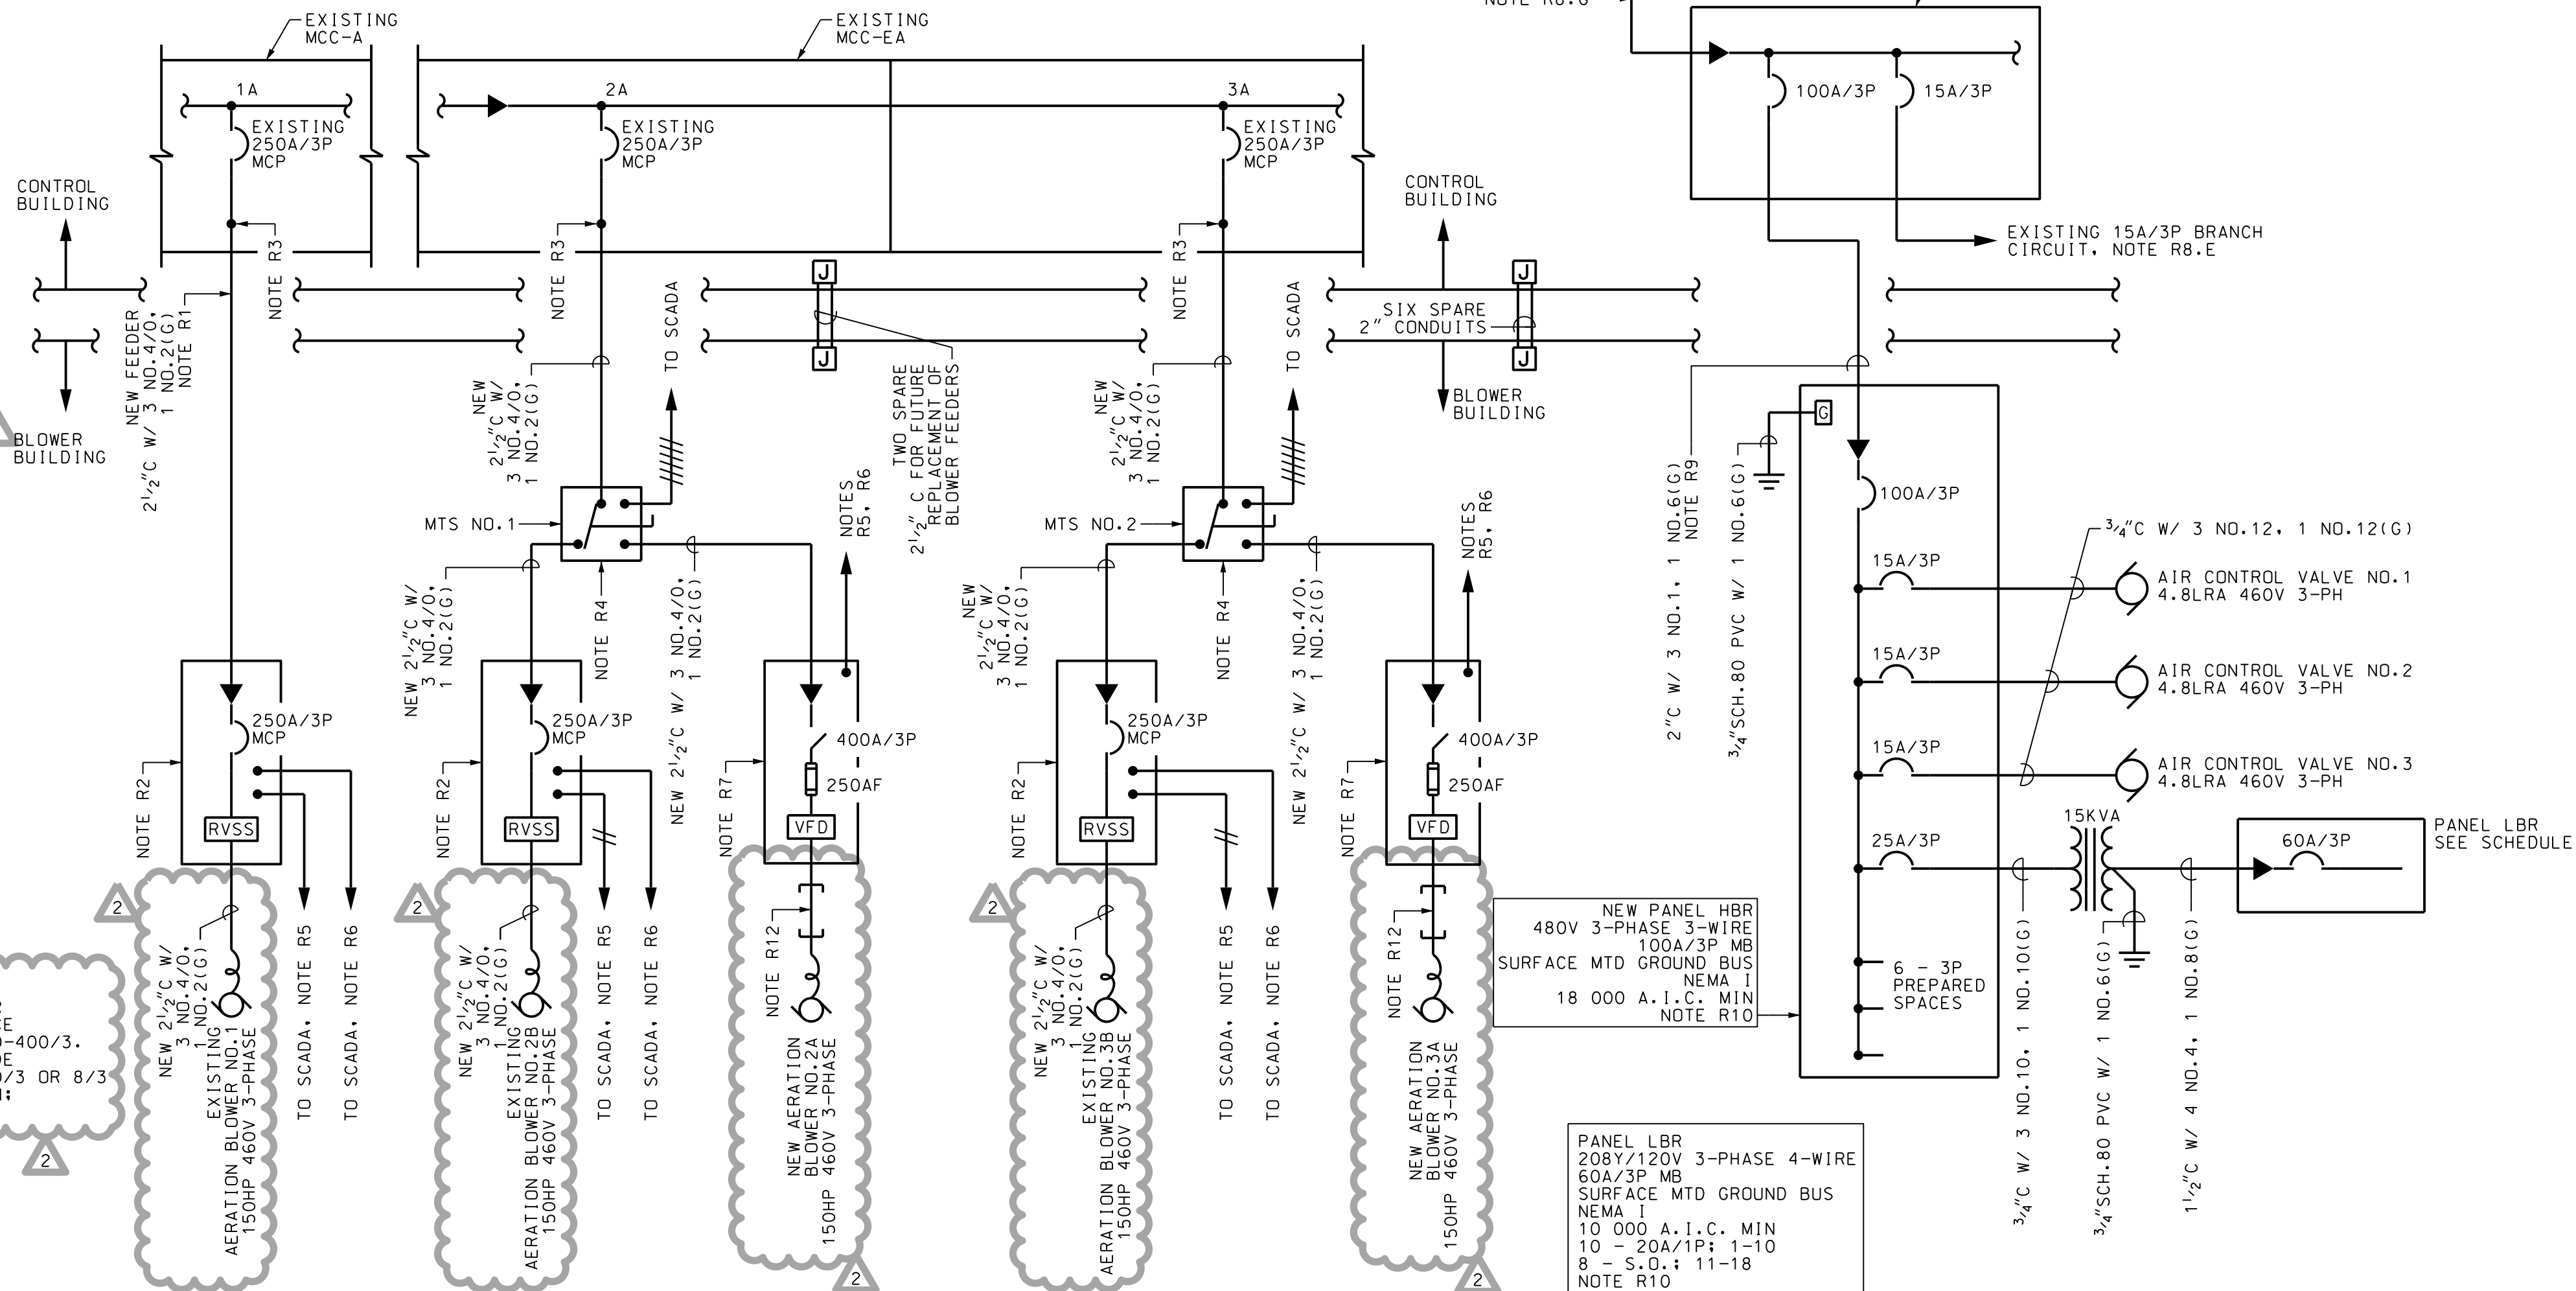 EXISTING
MCC-A
EXISTING
MCC-EA
1A
EXISTING
250A/3P
MCP
2A
EXISTING
250A/3P
MCP
3A
EXISTING
250A/3P
MCP
100A/3P
15A/3P
EXISTING 15A/3P BRANCH
CIRCUIT, NOTE R8.E
CONTROL
BUILDING
BLOWER
BUILDING
CONTROL
BUILDING
BLOWER
BUILDING
NOTE R3
NOTE R3
NOTE R3
NEW FEEDER
2½"C W/ 3 NO.4/0,
1 NO.2(G)
NOTE R1
NEW
2½"C W/
3 NO.4/0,
1 NO.2(G)
TO SCADA
J
J
TWO SPARE
2½"C FOR FUTURE
REPLACEMENT OF
BLOWER FEEDERS
NEW
2½"C W/
3 NO.4/0,
1 NO.2(G)
TO SCADA
J
J
SIX SPARE
2" CONDUITS
MTS NO.1
NOTE R4
NOTES
R5, R6
MTS NO.2
NOTE R4
NOTES
R5, R6
NEW 2½"C W/
3 NO.4/0,
1 NO.2(G)
NEW 2½"C W/ 3 NO.4/0,
1 NO.2(G)
NEW
2½"C W/
3 NO.4/0,
1 NO.2(G)
NEW 2½"C W/ 3 NO.4/0,
1 NO.2(G)
250A/3P
MCP
RVSS
NOTE R2
250A/3P
MCP
RVSS
NOTE R2
400A/3P
250AF
VFD
NOTE R7
250A/3P
MCP
RVSS
NOTE R2
400A/3P
250AF
VFD
NOTE R7
2
NEW 2½"C W/
3 NO.4/0,
1 NO.2(G)
EXISTING
AERATION BLOWER NO.1
150HP 460V 3-PHASE
TO SCADA, NOTE R5
TO SCADA, NOTE R6
2
NEW 2½"C W/
3 NO.4/0,
1 NO.2(G)
EXISTING
AERATION BLOWER NO.2B
150HP 460V 3-PHASE
TO SCADA, NOTE R5
TO SCADA, NOTE R6
NOTE R12
NEW AERATION
BLOWER NO.2A
150HP 460V 3-PHASE
2
2
NEW 2½"C W/
3 NO.4/0,
1 NO.2(G)
EXISTING
AERATION BLOWER NO.3B
150HP 460V 3-PHASE
TO SCADA, NOTE R5
TO SCADA, NOTE R6
NOTE R12
NEW AERATION
BLOWER NO.3A
150HP 460V 3-PHASE
2
-400/3.
/3 OR 8/3
2
2"C W/ 3 NO.1, 1 NO.6(G)
NOTE R9
¾"SCH.80 PVC W/ 1 NO.6(G)
G
100A/3P
15A/3P
15A/3P
15A/3P
25A/3P
6 - 3P
PREPARED
SPACES
¾"C W/ 3 NO.12, 1 NO.12(G)
AIR CONTROL VALVE NO.1
4.8LRA 460V 3-PH
AIR CONTROL VALVE NO.2
4.8LRA 460V 3-PH
AIR CONTROL VALVE NO.3
4.8LRA 460V 3-PH
15KVA
60A/3P
PANEL LBR
SEE SCHEDULE
¾"C W/ 3 NO.10, 1 NO.10(G)
¾"SCH.80 PVC W/ 1 NO.6(G)
1½"C W/ 4 NO.4, 1 NO.8(G)
NEW PANEL HBR
480V 3-PHASE 3-WIRE
100A/3P MB
SURFACE MTD GROUND BUS
NEMA I
18 000 A.I.C. MIN
NOTE R10
PANEL LBR
208Y/120V 3-PHASE 4-WIRE
60A/3P MB
SURFACE MTD GROUND BUS
NEMA I
10 000 A.I.C. MIN
10 - 20A/1P; 1-10
8 - S.O.; 11-18
NOTE R10